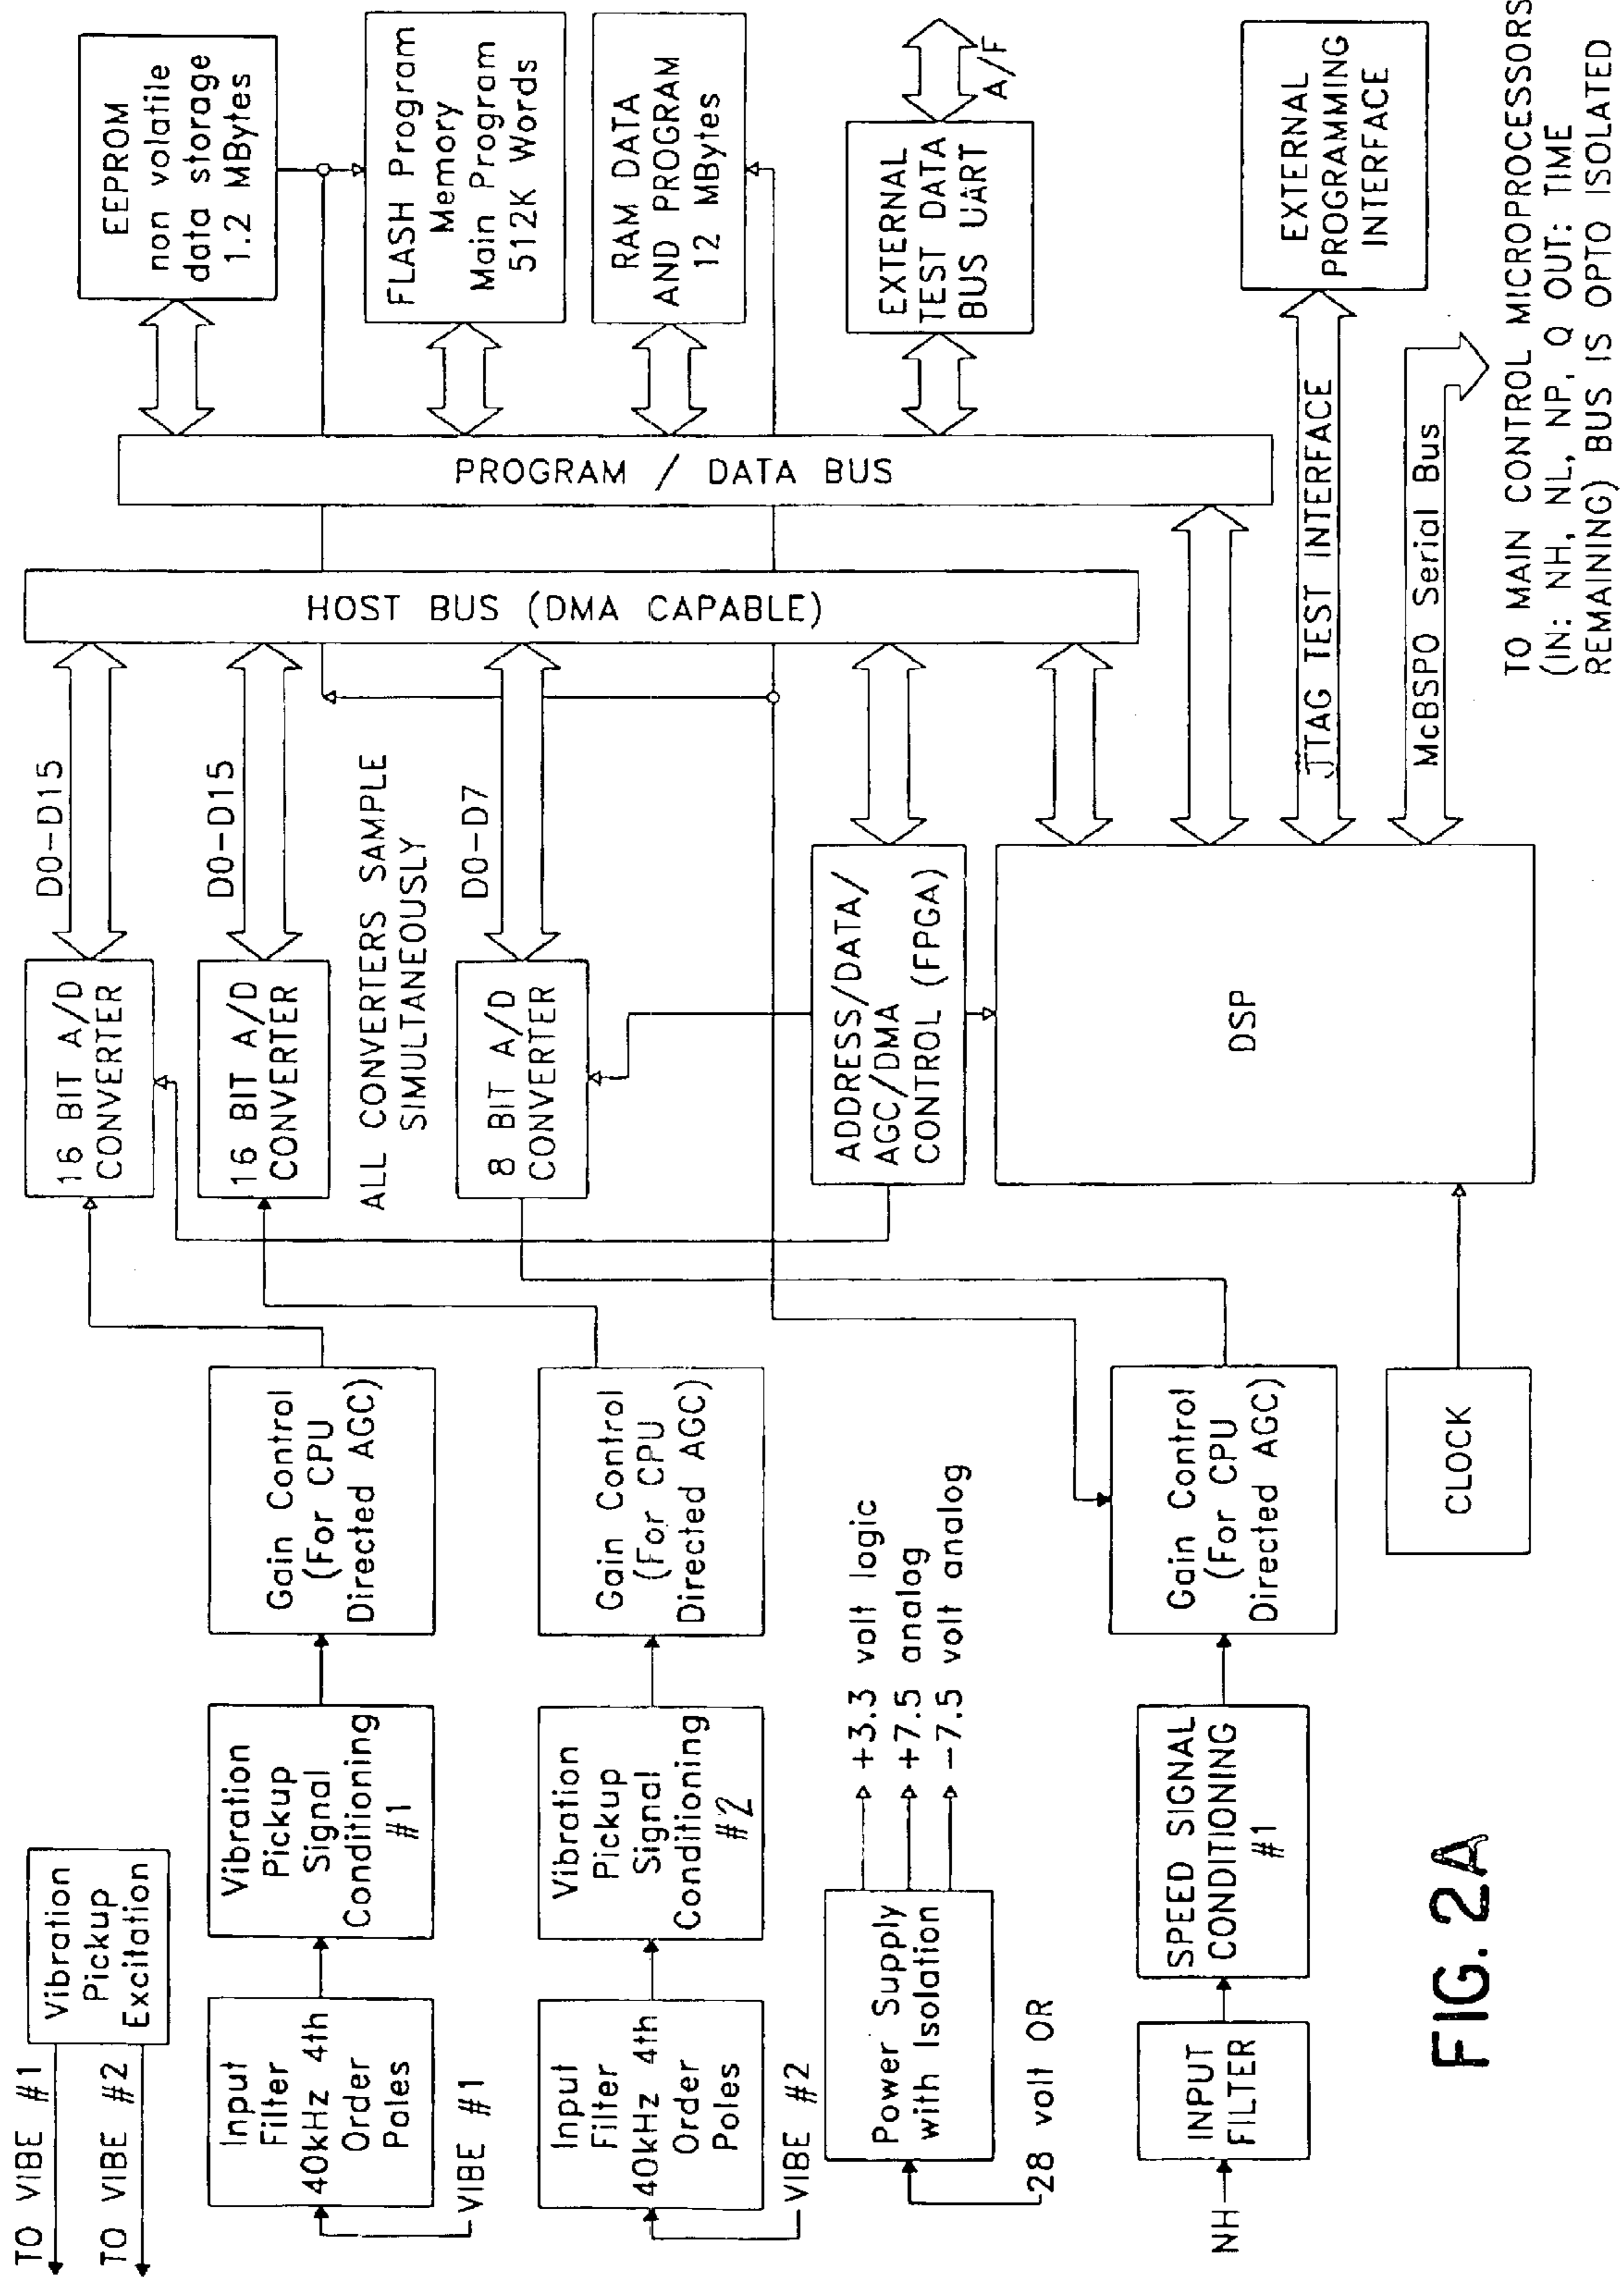 TO VIBE #1
TO VIBE #2
Vibration
Pickup
Excitation
Input
Filter
40kHz 4th
Order
Poles
VIBE #1
Vibration
Pickup
Signal
Conditioning
#1
Gain Control
(For CPU
Directed AGC)
16 BIT A/D
CONVERTER
D0-D15
Input
Filter
40kHz 4th
Order
Poles
VIBE #2
Vibration
Pickup
Signal
Conditioning
#2
Gain Control
(For CPU
Directed AGC)
16 BIT A/D
CONVERTER
D0-D15
ALL CONVERTERS SAMPLE
SIMULTANEOUSLY
8 BIT A/D
CONVERTER
D0-D7
Power Supply
with Isolation
28 volt OR
+3.3 volt logic
+7.5 analog
-7.5 volt analog
NH
INPUT
FILTER
SPEED SIGNAL
CONDITIONING
#1
Gain Control
(For CPU
Directed AGC)
CLOCK
ADDRESS/DATA/
AGC/DMA
CONTROL (FPGA)
DSP
HOST BUS (DMA CAPABLE)
PROGRAM / DATA BUS
EEPROM
non volatile
data storage
1.2 MBytes
FLASH Program
Memory
Main Program
512K Words
RAM DATA
AND PROGRAM
12 MBytes
EXTERNAL
TEST DATA
BUS UART
A/F
EXTERNAL
PROGRAMMING
INTERFACE
JTAG TEST INTERFACE
McBSPO Serial Bus
TO MAIN CONTROL MICROPROCESSORS
(IN: NH, NL, NP, Q OUT: TIME
REMAINING) BUS IS OPTO ISOLATED
FIG. 2A